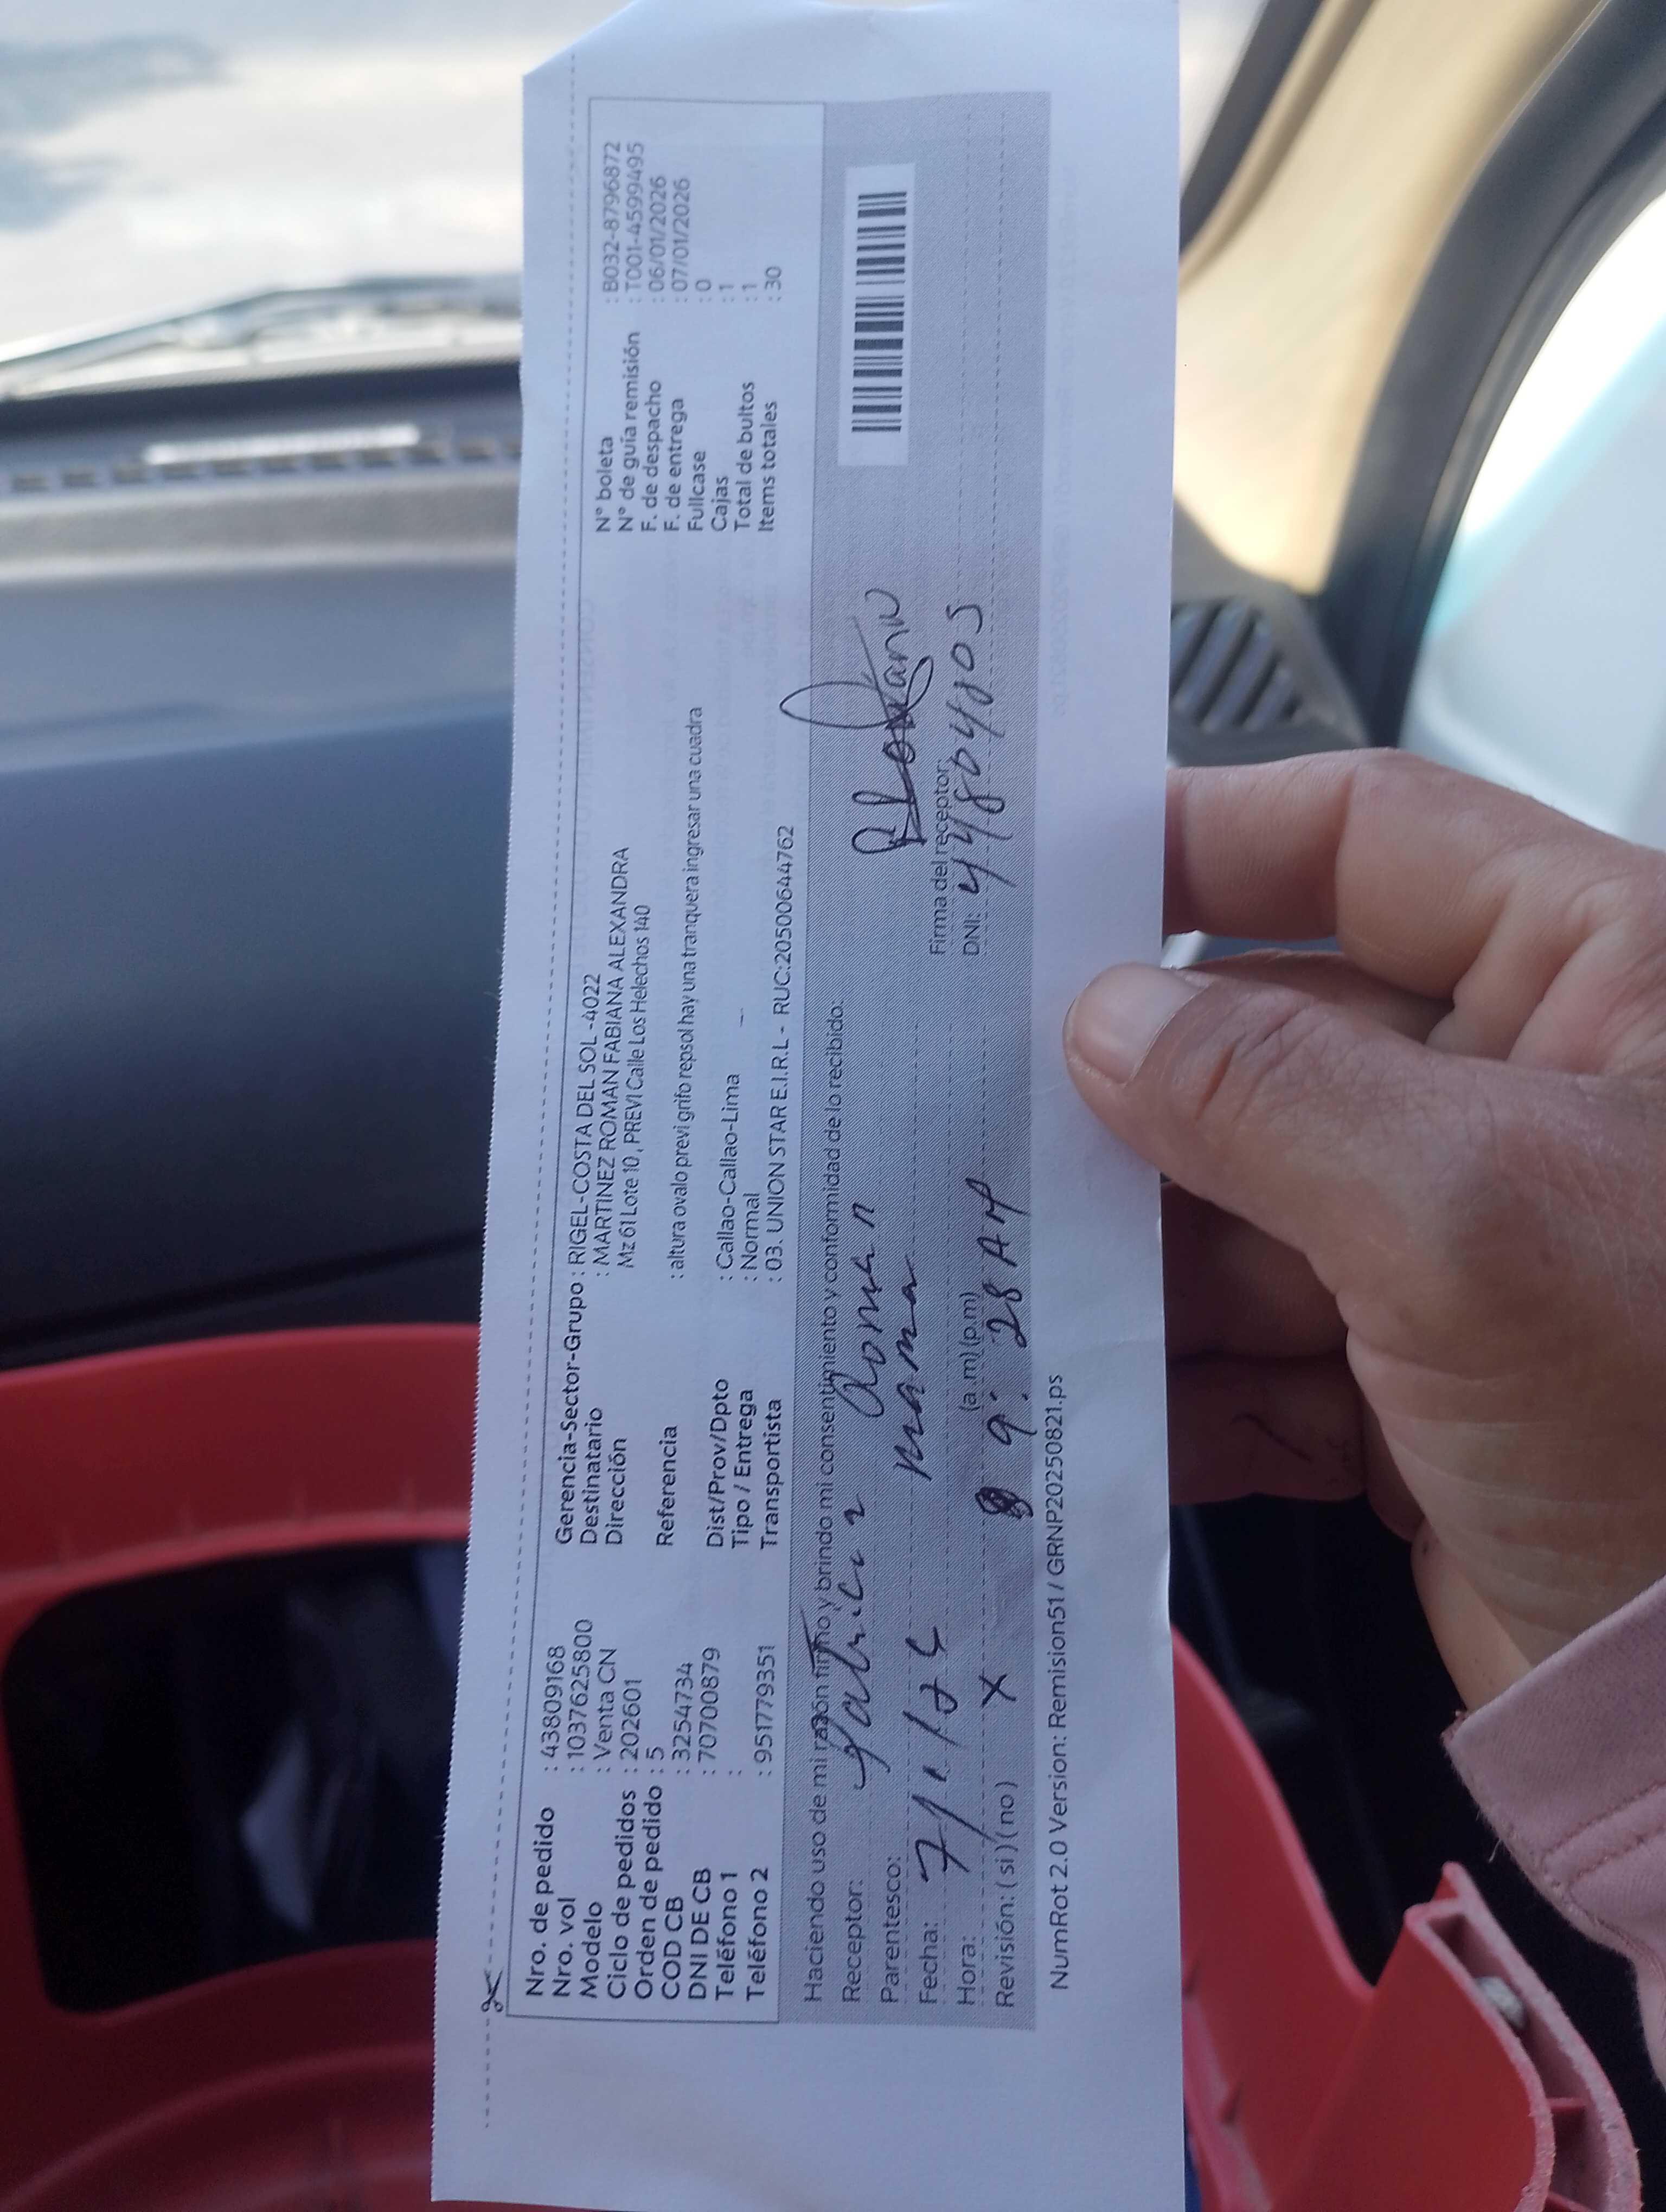 Nro. de pedido : 43809168
Nro. vol : 1037625800
Modelo : Venta CN
Ciclo de pedidos : 202601
Orden de pedido : 5
COD CB : 3254734
DNI DE CB : 70700879
Teléfono 1 :
Teléfono 2 : 951779351
Gerencia-Sector-Grupo : RIGEL-COSTA DEL SOL -4022
Destinatario : MARTINEZ ROMAN FABIANA ALEXANDRA
Dirección Mz 61 Lote 10 , PREVI Calle Los Helechos 140
Referencia : altura ovalo previ grifo repsol hay una tranquera ingresar una cuadra
Dist/Prov/Dpto : Callao-Callao-Lima
Tipo / Entrega : Normal
Transportista : 03. UNION STAR E.I.R.L - RUC:20500644762
N° boleta : B032-8796872
N° de guía remisión : T001-4599495
F. de despacho : 06/01/2026
F. de entrega : 07/01/2026
Fullcase : 0
Cajas : 1
Total de bultos : 1
Items totales : 30
Haciendo uso de mi razón firmo y brindo mi consentimiento y conformidad de lo recibido:
Receptor: Roman
Parentesco: mama
Fecha: 7/1/
Hora: (a .m) (p.m) 9:28 AM
Revisión: ( si ) ( no ) X
Firma del receptor:
DNI: 44804105
NumRot 2.0 Version: Remision51 / GRNP20250821.ps